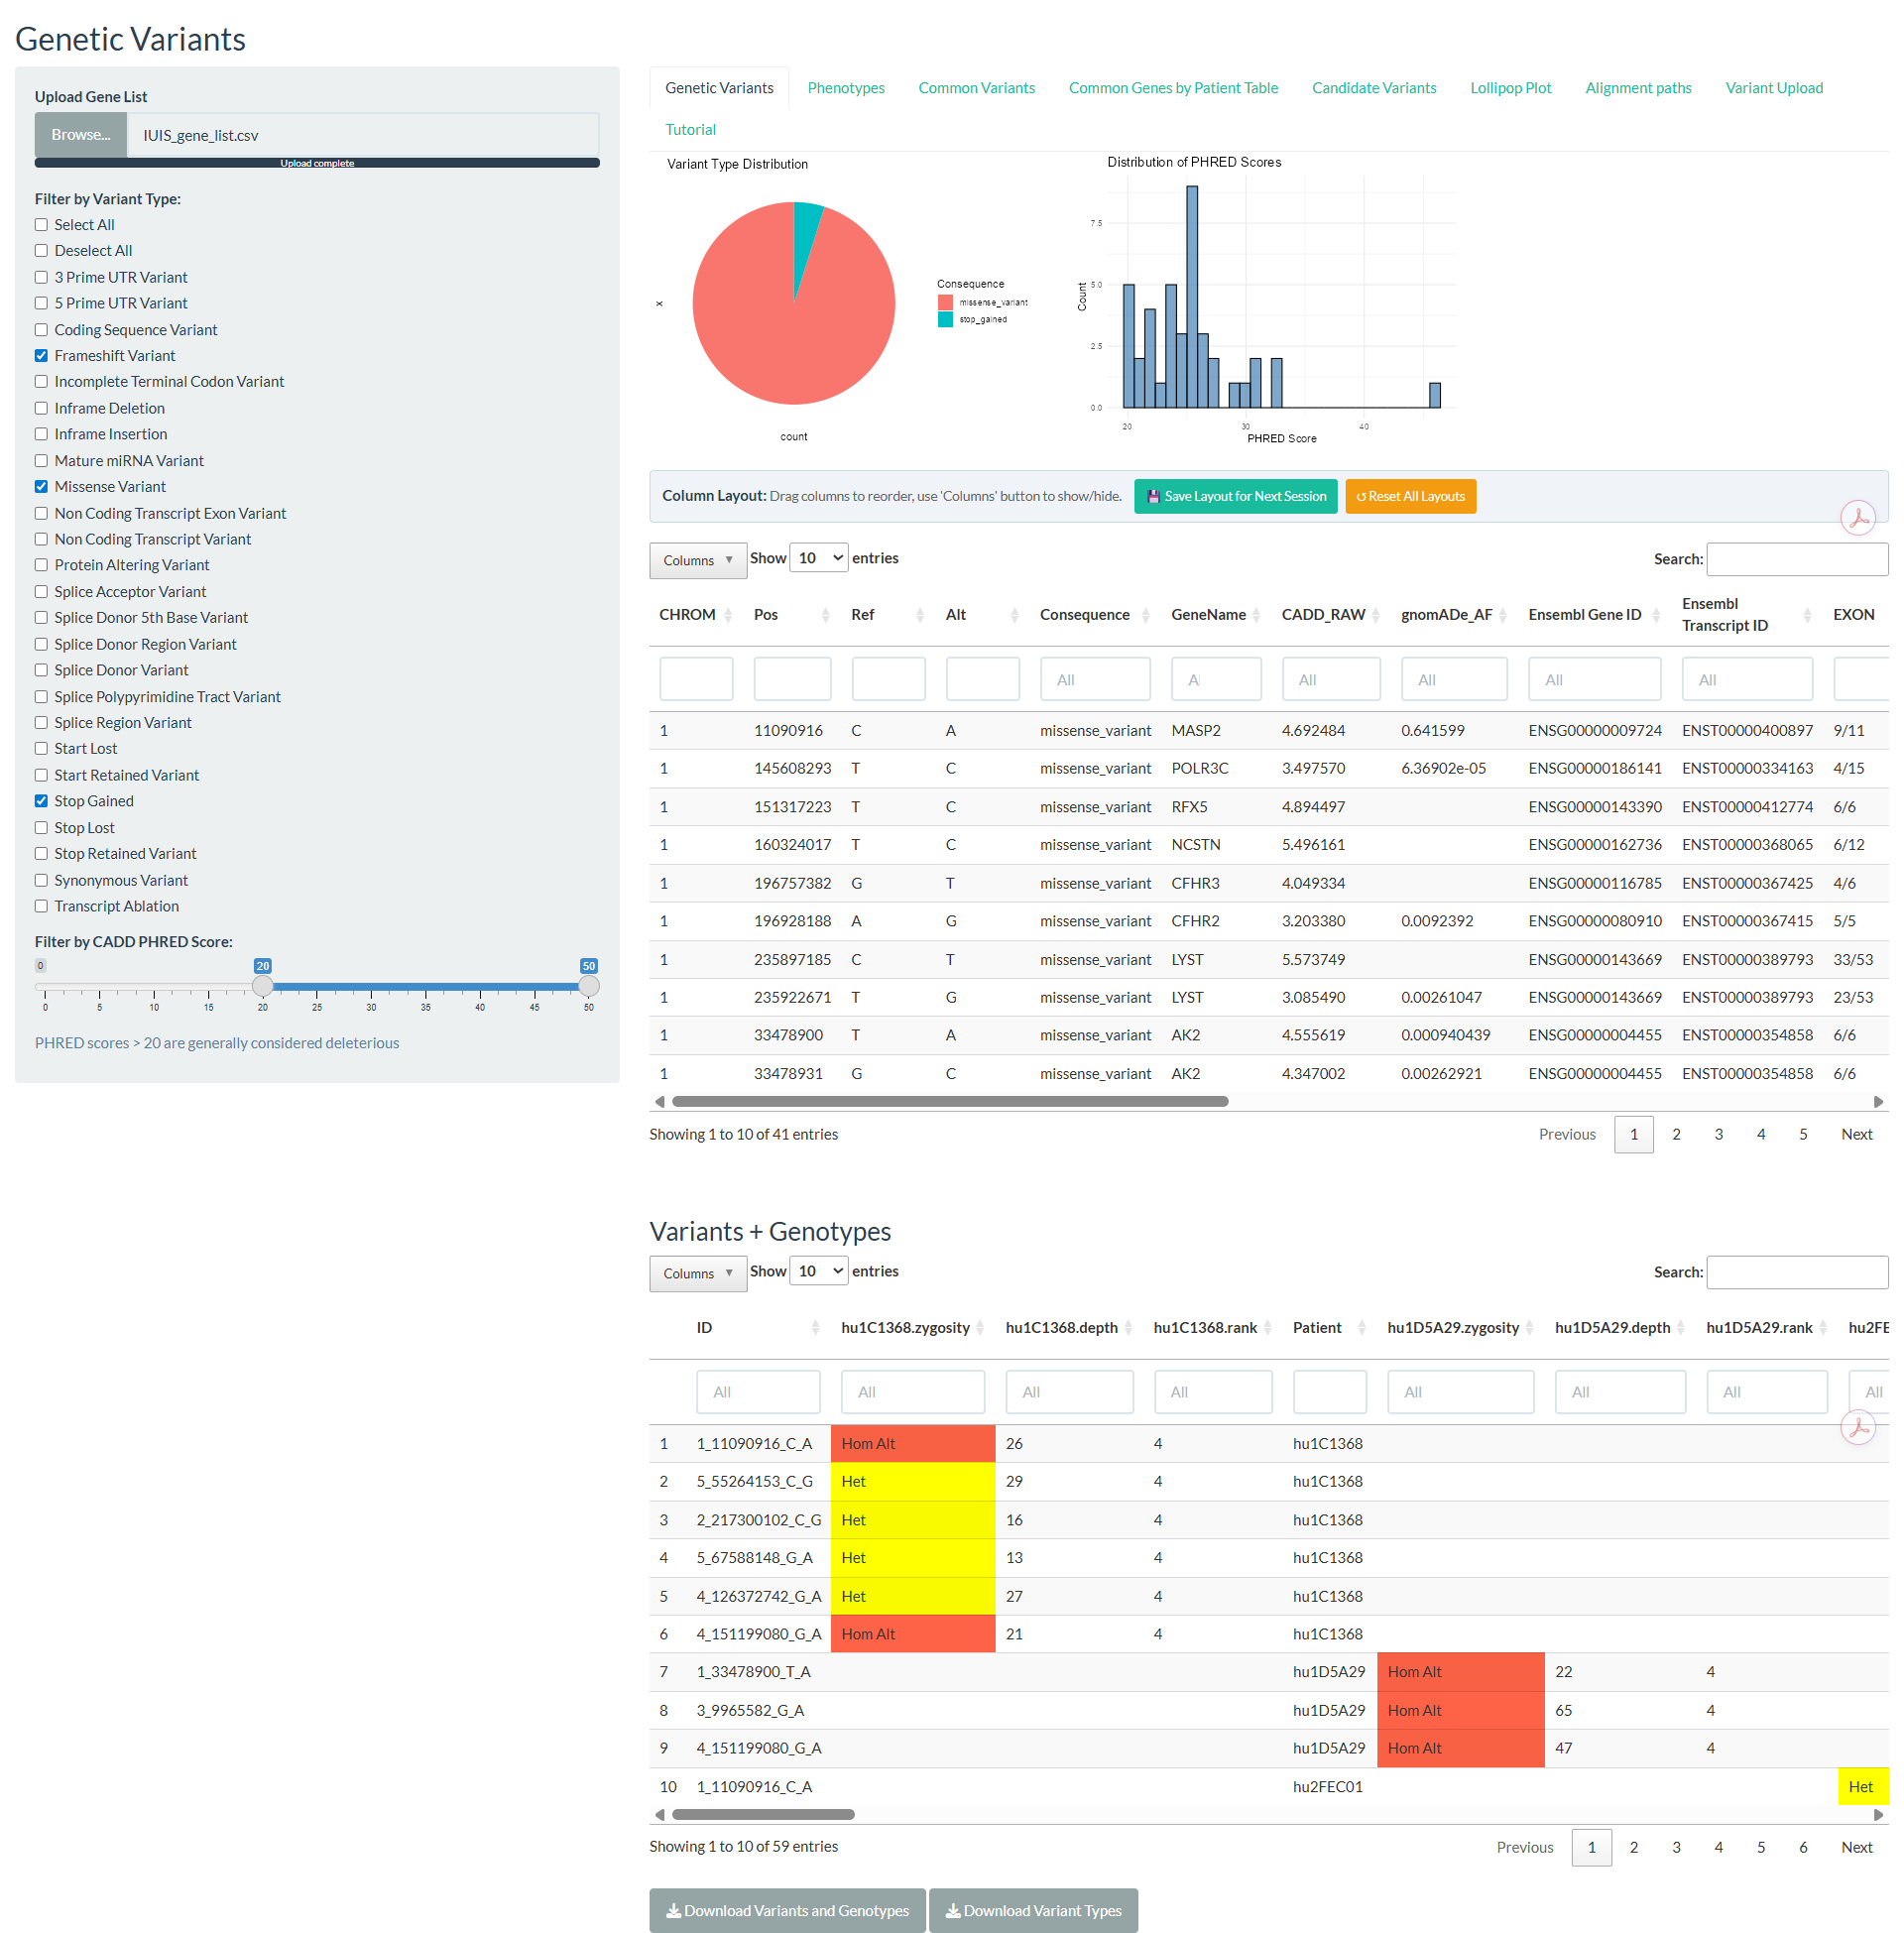 Genetic Variants
Upload Gene List
Browse... IUIS_gene_list.csv
Upload complete
Filter by Variant Type:
Select All
Deselect All
3 Prime UTR Variant
5 Prime UTR Variant
Coding Sequence Variant
Frameshift Variant
Incomplete Terminal Codon Variant
Inframe Deletion
Inframe Insertion
Mature miRNA Variant
Missense Variant
Non Coding Transcript Exon Variant
Non Coding Transcript Variant
Protein Altering Variant
Splice Acceptor Variant
Splice Donor 5th Base Variant
Splice Donor Region Variant
Splice Donor Variant
Splice Polypyrimidine Tract Variant
Splice Region Variant
Start Lost
Start Retained Variant
Stop Gained
Stop Lost
Stop Retained Variant
Synonymous Variant
Transcript Ablation
Filter by CADD PHRED Score:
0 20 50
0 5 10 15 20 25 30 35 40 45 50
PHRED scores > 20 are generally considered deleterious
Genetic Variants Phenotypes Common Variants Common Genes by Patient Table Candidate Variants Lollipop Plot Alignment paths Variant Upload
Tutorial
Variant Type Distribution
x
count
Consequence
missense_variant
stop_gained
Distribution of PHRED Scores
Count
7.5
5.0
2.5
0.0
20 30 40
PHRED Score
Column Layout: Drag columns to reorder, use 'Columns' button to show/hide. 💾 Save Layout for Next Session ↺ Reset All Layouts
Columns ▼ Show 10 entries Search:
CHROM Pos Ref Alt Consequence GeneName CADD_RAW gnomADe_AF Ensembl Gene ID Ensembl Transcript ID EXON
All Al All All All All
1 11090916 C A missense_variant MASP2 4.692484 0.641599 ENSG00000009724 ENST00000400897 9/11
1 145608293 T C missense_variant POLR3C 3.497570 6.36902e-05 ENSG00000186141 ENST00000334163 4/15
1 151317223 T C missense_variant RFX5 4.894497 ENSG00000143390 ENST00000412774 6/6
1 160324017 T C missense_variant NCSTN 5.496161 ENSG00000162736 ENST00000368065 6/12
1 196757382 G T missense_variant CFHR3 4.049334 ENSG00000116785 ENST00000367425 4/6
1 196928188 A G missense_variant CFHR2 3.203380 0.0092392 ENSG00000080910 ENST00000367415 5/5
1 235897185 C T missense_variant LYST 5.573749 ENSG00000143669 ENST00000389793 33/53
1 235922671 T G missense_variant LYST 3.085490 0.00261047 ENSG00000143669 ENST00000389793 23/53
1 33478900 T A missense_variant AK2 4.555619 0.000940439 ENSG00000004455 ENST00000354858 6/6
1 33478931 G C missense_variant AK2 4.347002 0.00262921 ENSG00000004455 ENST00000354858 6/6
Showing 1 to 10 of 41 entries Previous 1 2 3 4 5 Next
Variants + Genotypes
Columns ▼ Show 10 entries Search:
ID hu1C1368.zygosity hu1C1368.depth hu1C1368.rank Patient hu1D5A29.zygosity hu1D5A29.depth hu1D5A29.rank hu2FE
All All All All All All All All
1 1_11090916_C_A Hom Alt 26 4 hu1C1368
2 5_55264153_C_G Het 29 4 hu1C1368
3 2_217300102_C_G Het 16 4 hu1C1368
4 5_67588148_G_A Het 13 4 hu1C1368
5 4_126372742_G_A Het 27 4 hu1C1368
6 4_151199080_G_A Hom Alt 21 4 hu1C1368
7 1_33478900_T_A hu1D5A29 Hom Alt 22 4
8 3_9965582_G_A hu1D5A29 Hom Alt 65 4
9 4_151199080_G_A hu1D5A29 Hom Alt 47 4
10 1_11090916_C_A hu2FEC01 Het
Showing 1 to 10 of 59 entries Previous 1 2 3 4 5 6 Next
Download Variants and Genotypes Download Variant Types